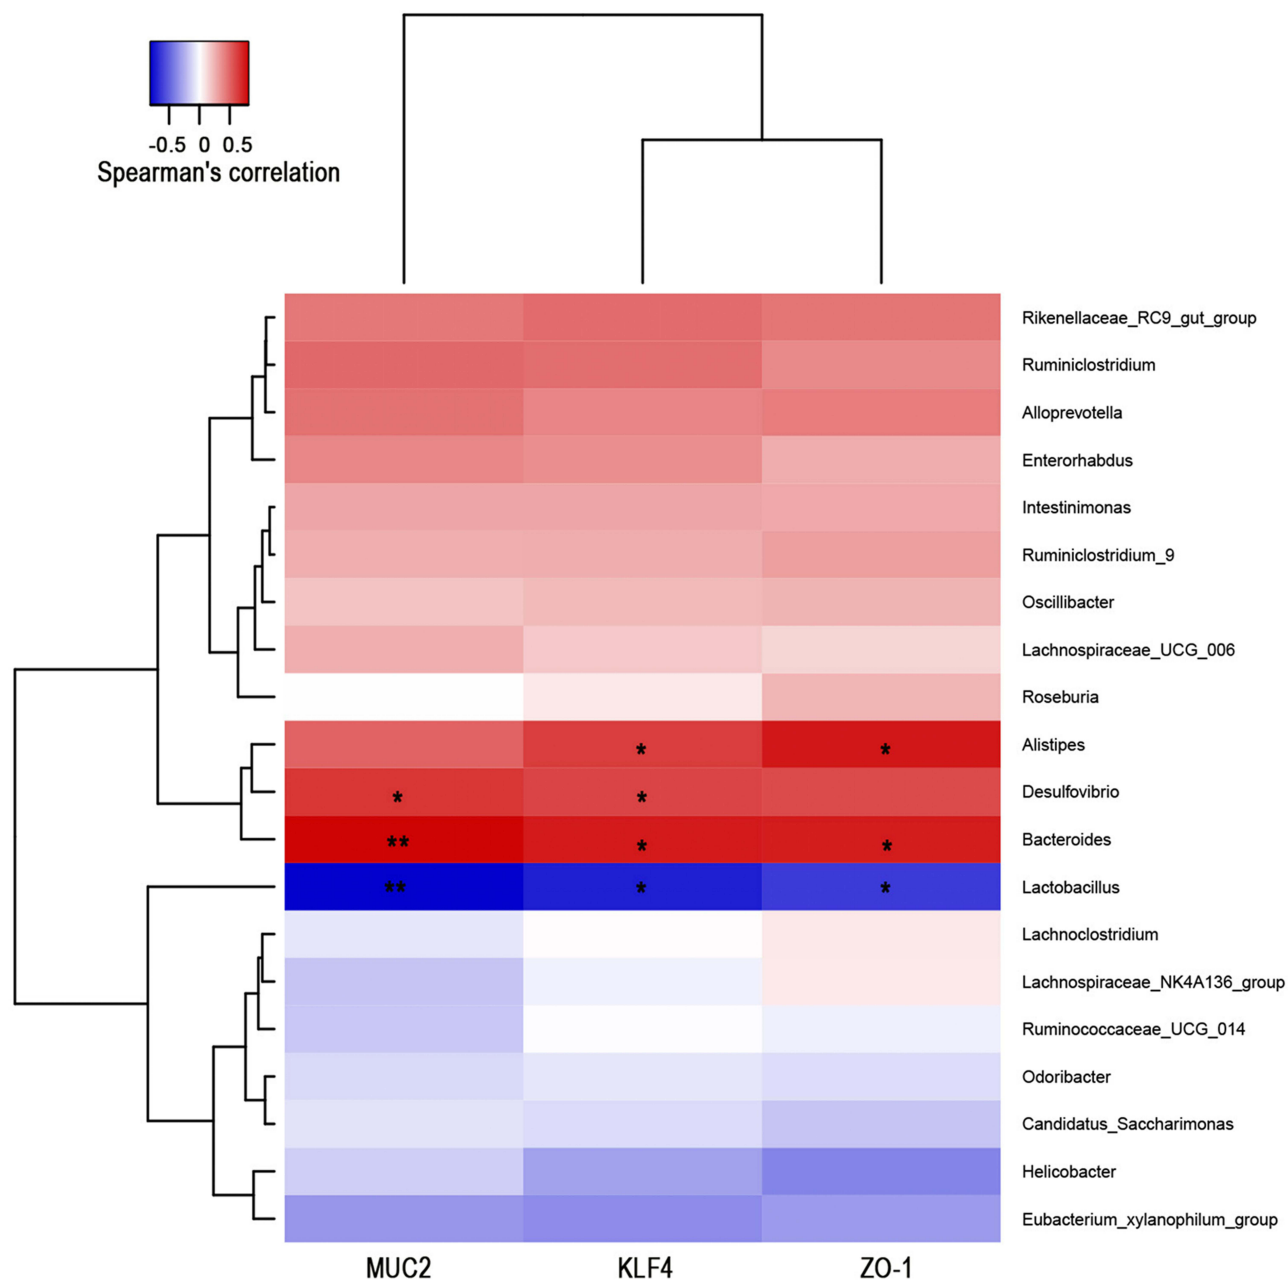 -0.5 0 0.5
Spearman's correlation
Rikenellaceae_RC9_gut_group
Ruminiclostridium
Alloprevotella
Enterorhabdus
Intestinimonas
Ruminiclostridium_9
Oscillibacter
Lachnospiraceae_UCG_006
Roseburia
* * Alistipes
* * Desulfovibrio
** * * Bacteroides
** * * Lactobacillus
Lachnoclostridium
Lachnospiraceae_NK4A136_group
Ruminococcaceae_UCG_014
Odoribacter
Candidatus_Saccharimonas
Helicobacter
Eubacterium_xylanophilum_group
MUC2 KLF4 ZO-1